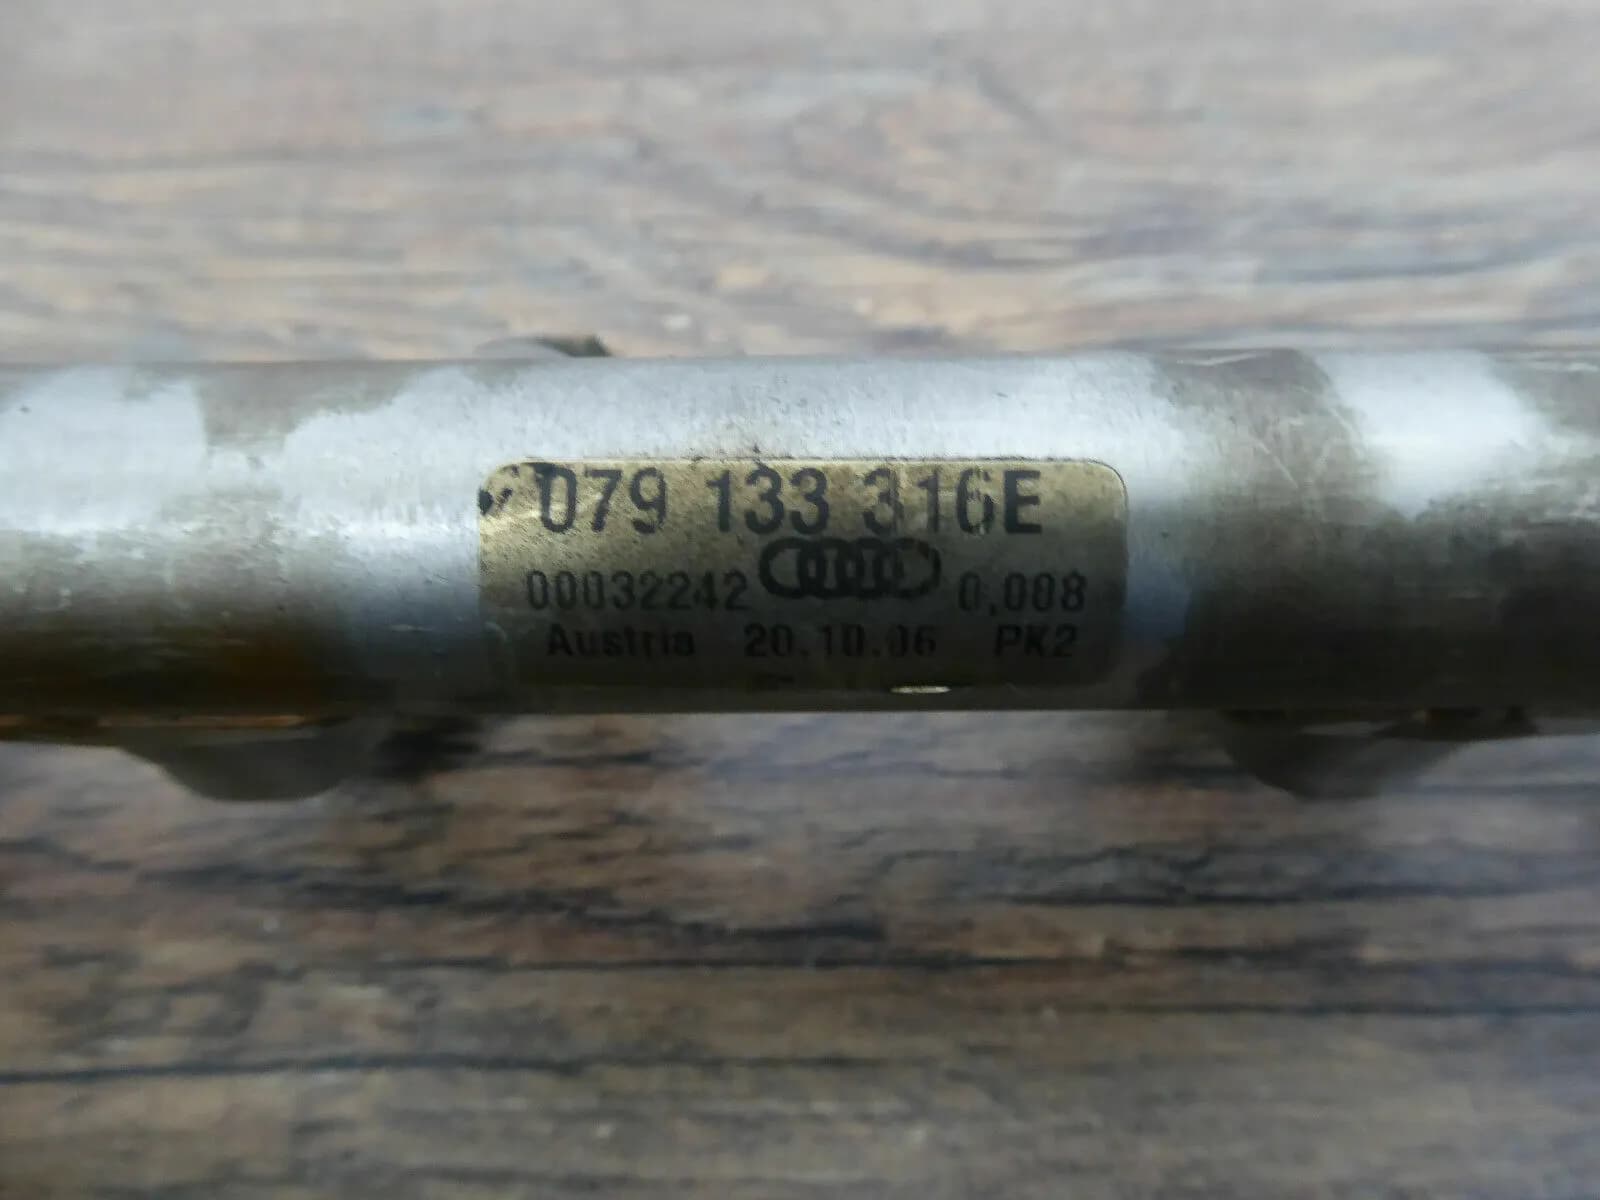 079 133 316E
00032242 0,008
Austria 20.10.06 PK2